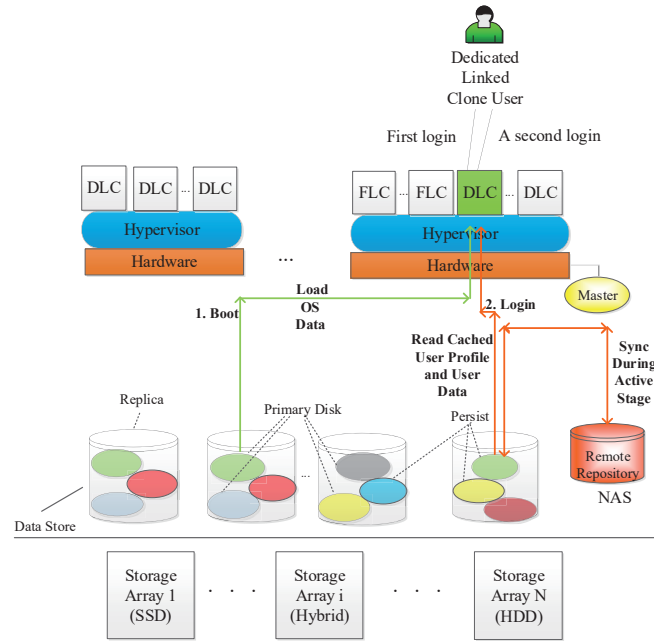 Dedicated
Linked
Clone User
First login
A second login
DLC
DLC
...
DLC
FLC
...
FLC
DLC
...
DLC
Hypervisor
Hypervisor
Hardware
...
Hardware
Master
1. Boot
Load
OS
Data
2. Login
Read Cached
User Profile
and User
Data
Sync
During
Active
Stage
Replica
Primary Disk
Persist
...
Remote
Repository
NAS
Data Store
Storage
Array 1
(SSD)
. . .
Storage
Array i
(Hybrid)
. . .
Storage
Array N
(HDD)